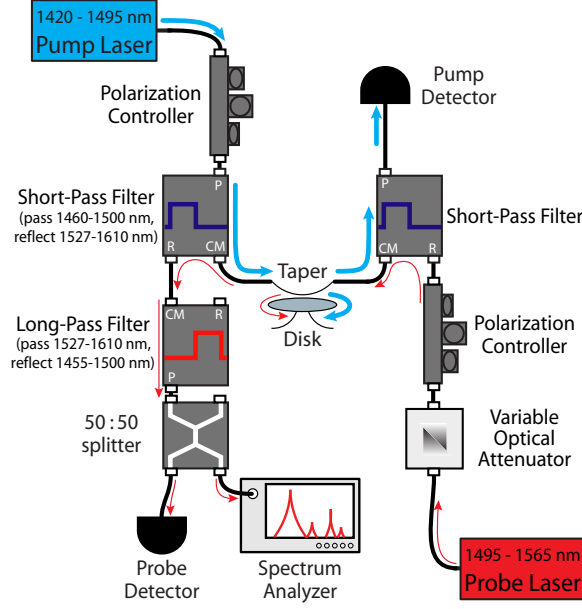 1420 - 1495 nm
Pump Laser
Polarization
Controller
Pump
Detector
P
P
Short-Pass Filter
(pass 1460-1500 nm,
reflect 1527-1610 nm)
R
CM
CM
R
Short-Pass Filter
Taper
Disk
CM
R
Long-Pass Filter
(pass 1527-1610 nm,
reflect 1455-1500 nm)
P
Polarization
Controller
50 : 50
splitter
Variable
Optical
Attenuator
Probe
Detector
Spectrum
Analyzer
1495 - 1565 nm
Probe Laser